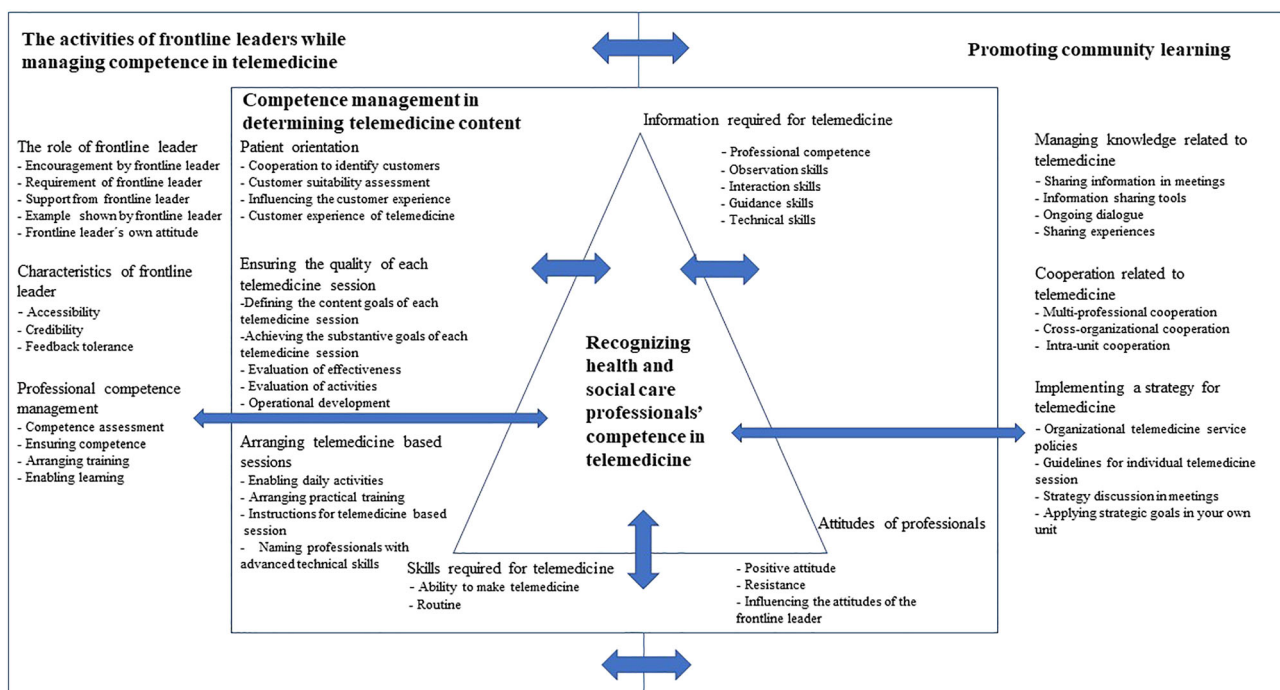 The activities of frontline leaders while
managing competence in telemedicine
The role of frontline leader
- Encouragement by frontline leader
- Requirement of frontline leader
- Support from frontline leader
- Example shown by frontline leader
- Frontline leader´s own attitude
Characteristics of frontline
leader
- Accessibility
- Credibility
- Feedback tolerance
Professional competence
management
- Competence assessment
- Ensuring competence
- Arranging training
- Enabling learning
Competence management in
determining telemedicine content
Patient orientation
- Cooperation to identify customers
- Customer suitability assessment
- Influencing the customer experience
- Customer experience of telemedicine
Ensuring the quality of each
telemedicine session
-Defining the content goals of each
telemedicine session
-Achieving the substantive goals of each
telemedicine session
- Evaluation of effectiveness
- Evaluation of activities
- Operational development
Arranging telemedicine based
sessions
- Enabling daily activities
- Arranging practical training
- Instructions for telemedicine based
session
- Naming professionals with
advanced technical skills
Information required for telemedicine
- Professional competence
- Observation skills
- Interaction skills
- Guidance skills
- Technical skills
Recognizing
health and
social care
professionals’
competence in
telemedicine
Skills required for telemedicine
- Ability to make telemedicine
- Routine
Attitudes of professionals
- Positive attitude
- Resistance
- Influencing the attitudes of the
frontline leader
Promoting community learning
Managing knowledge related to
telemedicine
- Sharing information in meetings
- Information sharing tools
- Ongoing dialogue
- Sharing experiences
Cooperation related to
telemedicine
- Multi-professional cooperation
- Cross-organizational cooperation
- Intra-unit cooperation
Implementing a strategy for
telemedicine
- Organizational telemedicine service
policies
- Guidelines for individual telemedicine
session
- Strategy discussion in meetings
- Applying strategic goals in your own
unit